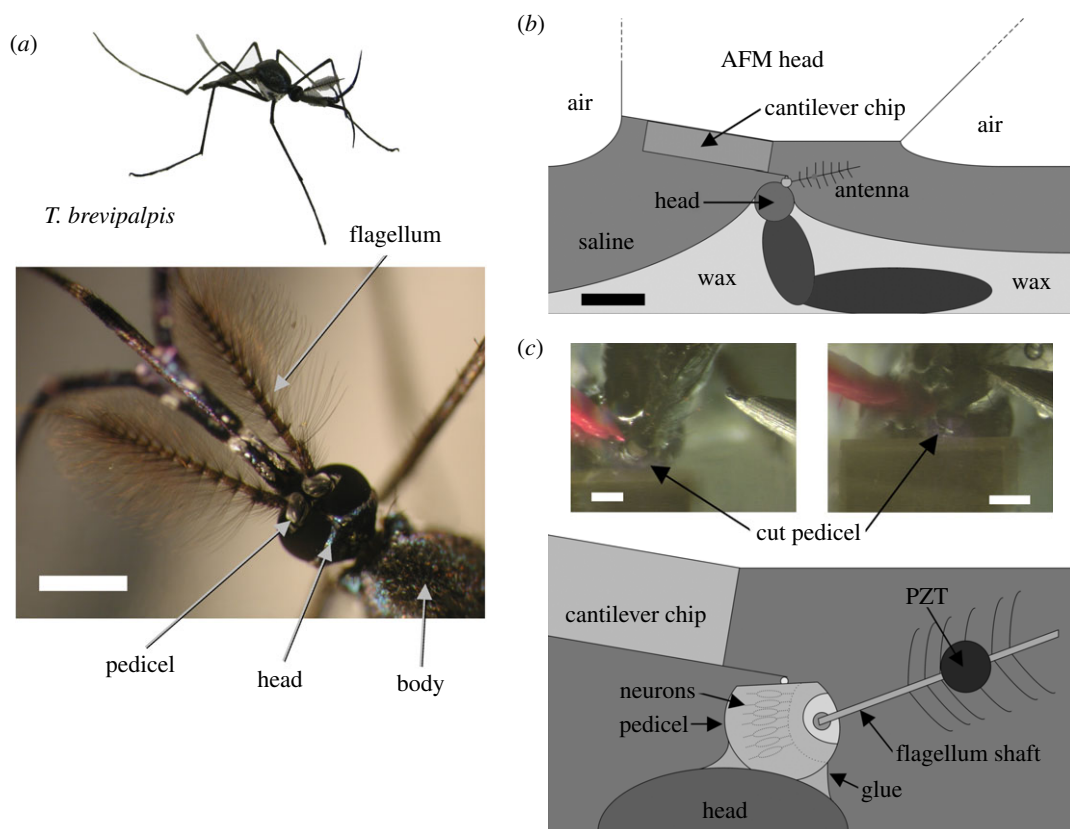 (a)
T. brevipalpis
flagellum
pedicel
head
body
(b)
AFM head
air
cantilever chip
air
head
antenna
saline
wax
wax
(c)
cut pedicel
cantilever chip
PZT
neurons
pedicel
flagellum shaft
glue
head